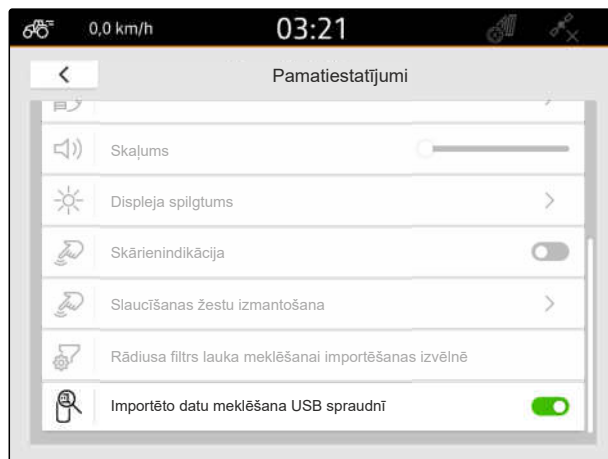 0,0 km/h
03:21
Pamatiestatījumi
Skaļums
Displeja spilgtums
Skārienindikācija
Slaucīšanas žestu izmantošana
Rādiusa filtrs lauka meklēšanai importēšanas izvēlnē
Importēto datu meklēšana USB spraudnī